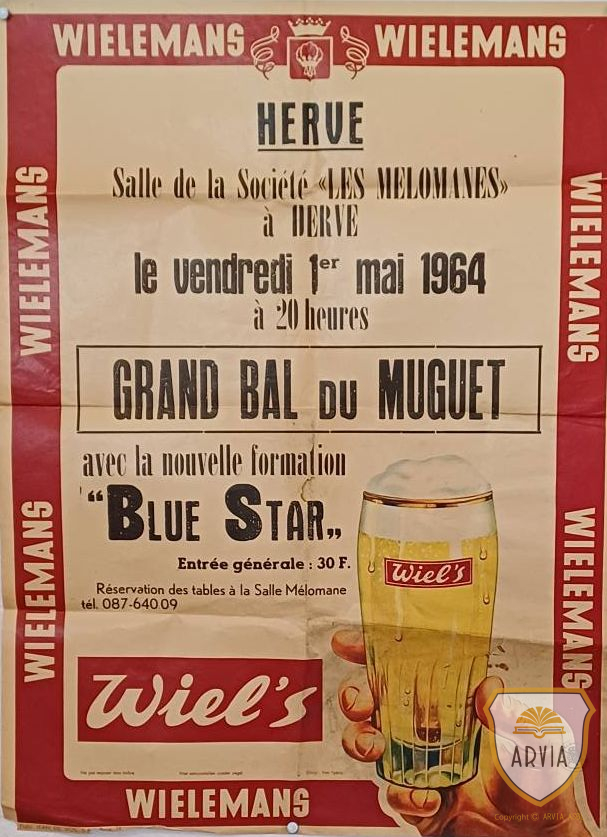 WIELEMANS WIELEMANS
HERVE
Salle de la Société «LES MELOMANES»
à HERVE
le vendredi 1er mai 1964
à 20 heures
GRAND BAL DU MUGUET
avec la nouvelle formation
“BLUE STAR„
Entrée générale : 30 F.
Réservation des tables à la Salle Mélomane
tél. 087-640 09
WIELEMANS
WIELEMANS
WIELEMANS
WIELEMANS
Wiel's
Wiel's
WIELEMANS
ARVIA
Copyright © ARVIA